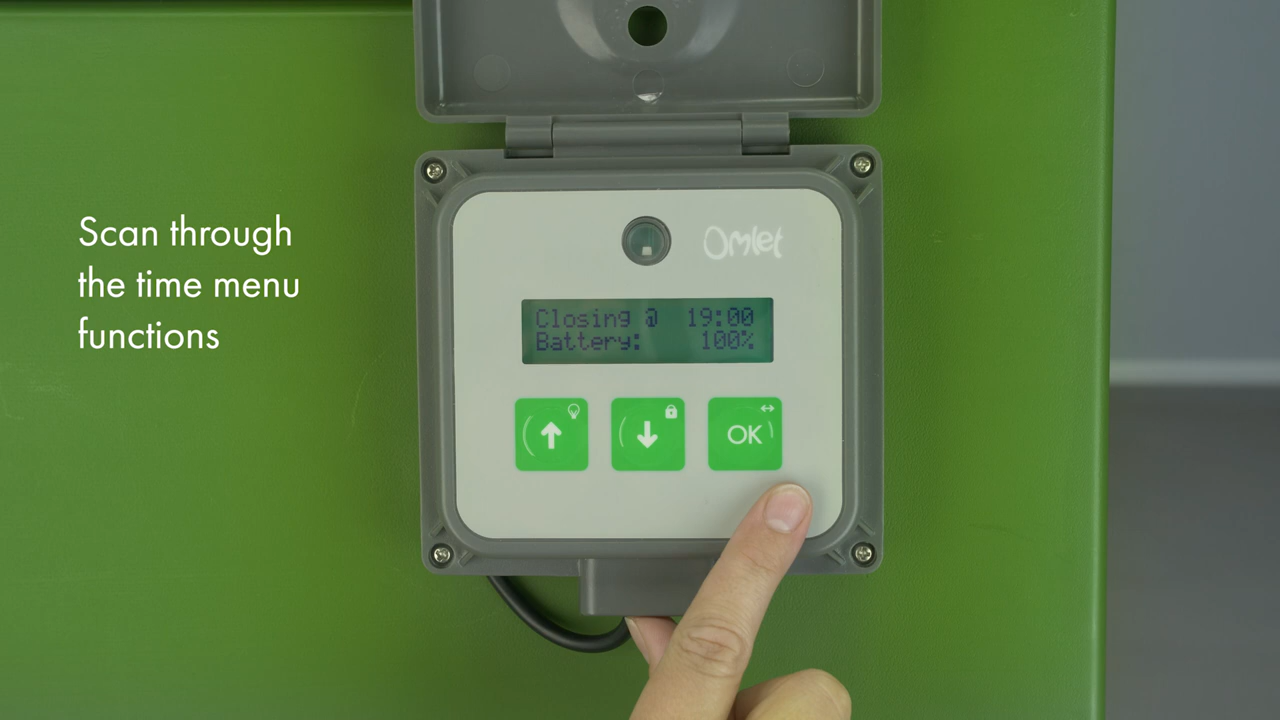 Scan through
the time menu
functions
Omlet
Closing @ 19:00
Battery: 100%
OK